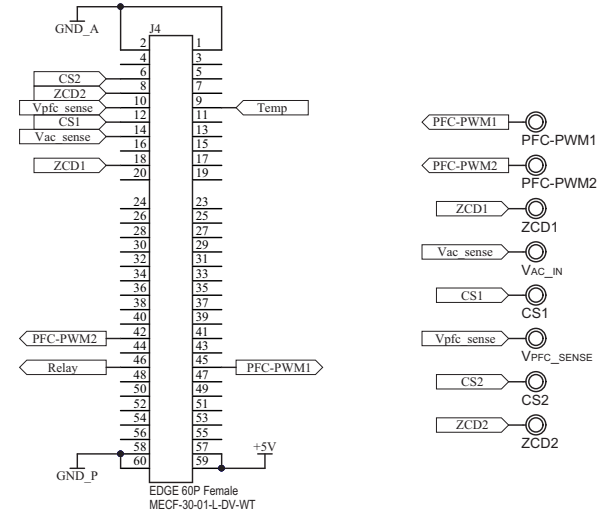 GND_A
J4
2 1
4 3
CS2 6 5
ZCD2 8 7
Vpfc_sense 10 9 Temp
CS1 12 11
Vac_sense 14 13
16 15
ZCD1 18 17
20 19
24 23
26 25
28 27
30 29
32 31
34 33
36 35
38 37
40 39
PFC-PWM2 42 41
44 43
Relay 46 45 PFC-PWM1
48 47
50 49
52 51
54 53
56 55
58 57 +5V
60 59
GND_P
EDGE 60P Female
MECF-30-01-L-DV-WT
PFC-PWM1
PFC-PWM1
PFC-PWM2
PFC-PWM2
ZCD1
ZCD1
Vac_sense
VAC_IN
CS1
CS1
Vpfc_sense
VPFC_SENSE
CS2
CS2
ZCD2
ZCD2